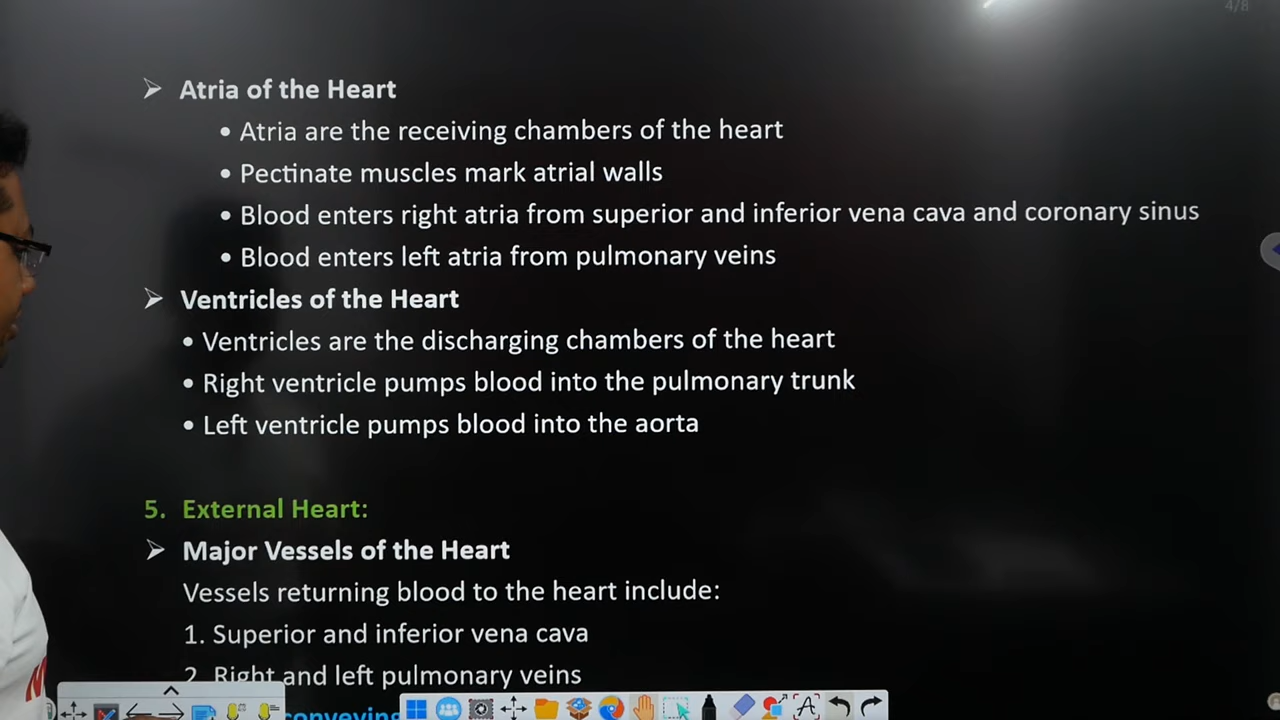 4/8
➢ Atria of the Heart
• Atria are the receiving chambers of the heart
• Pectinate muscles mark atrial walls
• Blood enters right atria from superior and inferior vena cava and coronary sinus
• Blood enters left atria from pulmonary veins
➢ Ventricles of the Heart
• Ventricles are the discharging chambers of the heart
• Right ventricle pumps blood into the pulmonary trunk
• Left ventricle pumps blood into the aorta
5. External Heart:
➢ Major Vessels of the Heart
Vessels returning blood to the heart include:
1. Superior and inferior vena cava
2. Right and left pulmonary veins
conveying